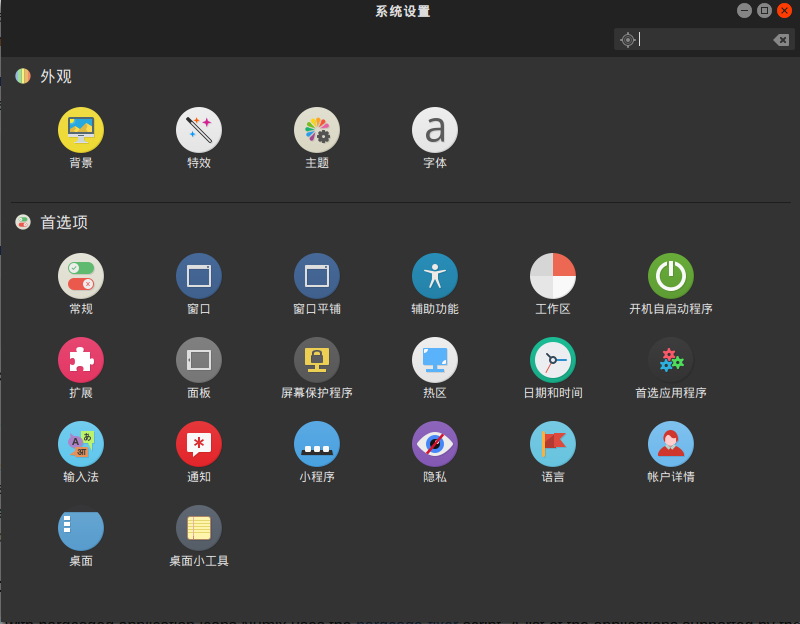 系统设置
外观
背景
特效
主题
字体
首选项
常规
窗口
窗口平铺
辅助功能
工作区
开机自启动程序
扩展
面板
屏幕保护程序
热区
日期和时间
首选应用程序
输入法
通知
小程序
隐私
语言
帐户详情
桌面
桌面小工具